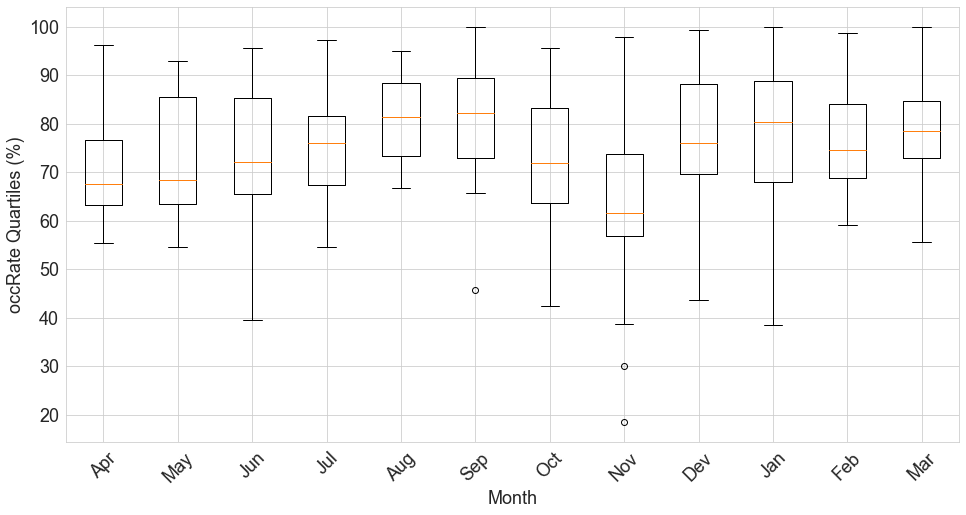 occRate Quartiles (%)
100
90
80
70
60
50
40
30
20
Apr
May
Jun
Jul
Aug
Sep
Oct
Nov
Dev
Jan
Feb
Mar
Month